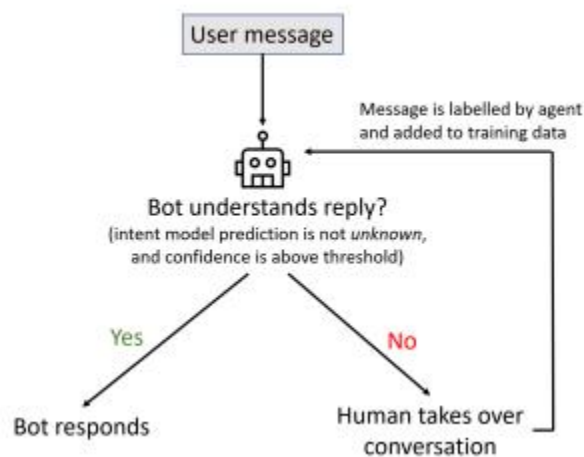 User message
Message is labelled by agent
and added to training data
Bot understands reply?
(intent model prediction is not unknown,
and confidence is above threshold)
Yes
No
Bot responds
Human takes over
conversation